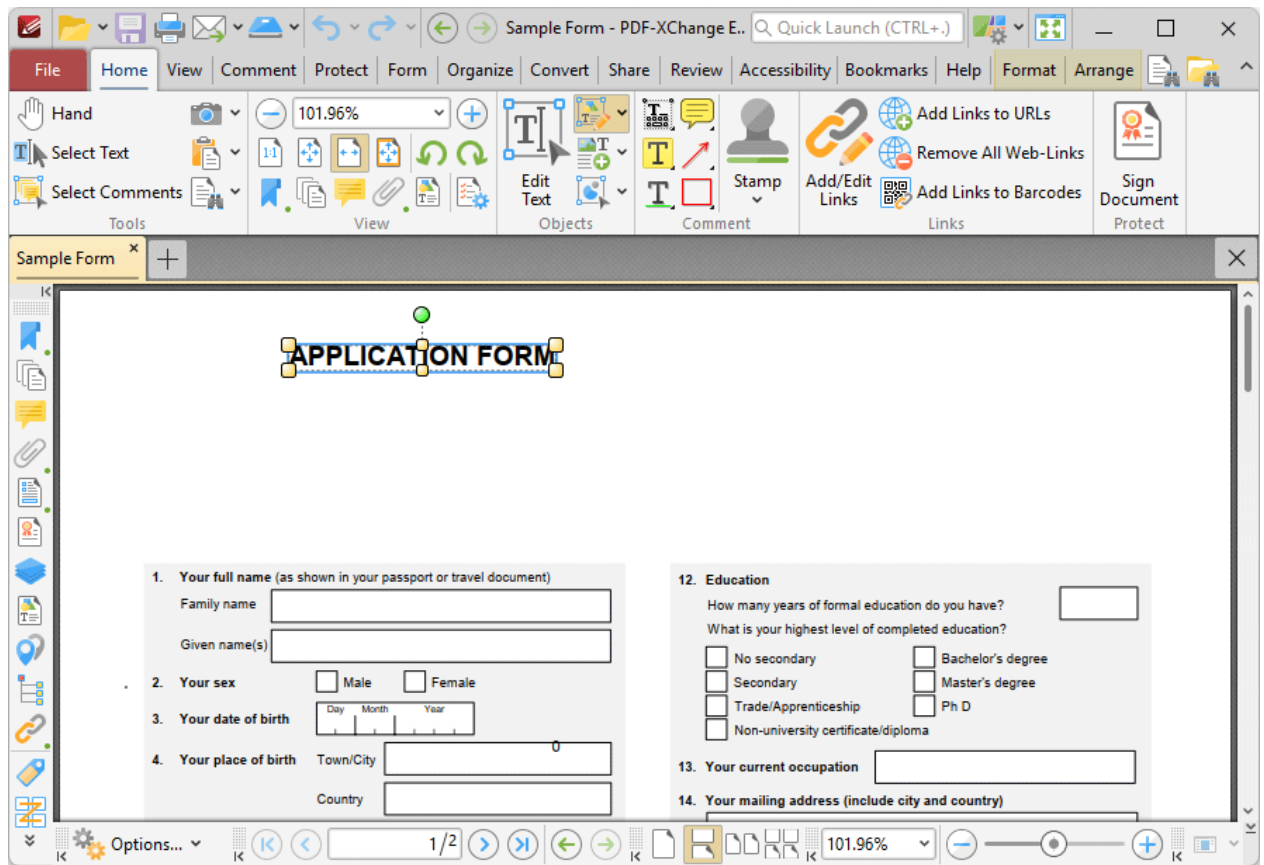 Sample Form - PDF-XChange E..
Quick Launch (CTRL+.)
File Home View Comment Protect Form Organize Convert Share Review Accessibility Bookmarks Help Format Arrange
Hand
Select Text
Select Comments
Tools
101.96%
1:1
View
Edit Text
Objects
Comment
Stamp
Add/Edit Links
Add Links to URLs
Remove All Web-Links
Add Links to Barcodes
Links
Sign Document
Protect
Sample Form
APPLICATION FORM
1. Your full name (as shown in your passport or travel document)
Family name
Given name(s)
2. Your sex Male Female
3. Your date of birth Day Month Year
0
4. Your place of birth Town/City
Country
12. Education
How many years of formal education do you have?
What is your highest level of completed education?
No secondary Bachelor's degree
Secondary Master's degree
Trade/Apprenticeship Ph D
Non-university certificate/diploma
13. Your current occupation
14. Your mailing address (include city and country)
Options...
1/2
101.96%